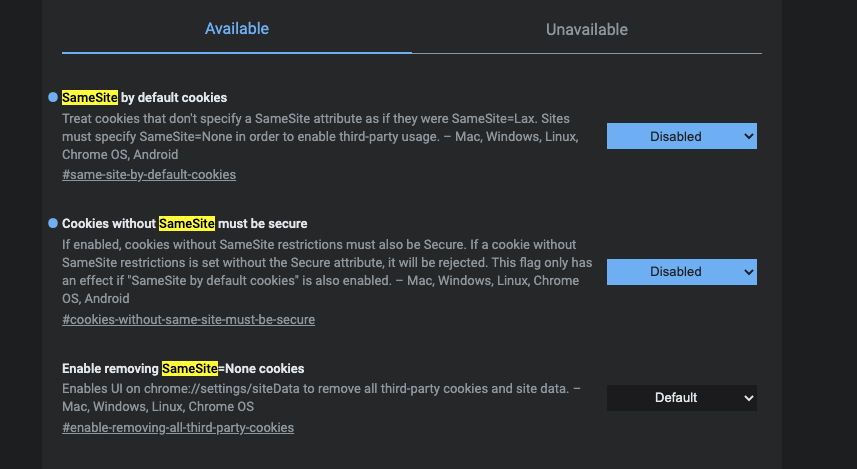 Available
Unavailable
SameSite by default cookies
Treat cookies that don't specify a SameSite attribute as if they were SameSite=Lax. Sites
must specify SameSite=None in order to enable third-party usage. – Mac, Windows, Linux,
Chrome OS, Android
#same-site-by-default-cookies
Disabled
Cookies without SameSite must be secure
If enabled, cookies without SameSite restrictions must also be Secure. If a cookie without
SameSite restrictions is set without the Secure attribute, it will be rejected. This flag only has
an effect if "SameSite by default cookies" is also enabled. – Mac, Windows, Linux, Chrome
OS, Android
#cookies-without-same-site-must-be-secure
Disabled
Enable removing SameSite=None cookies
Enables UI on chrome://settings/siteData to remove all third-party cookies and site data. –
Mac, Windows, Linux, Chrome OS
#enable-removing-all-third-party-cookies
Default